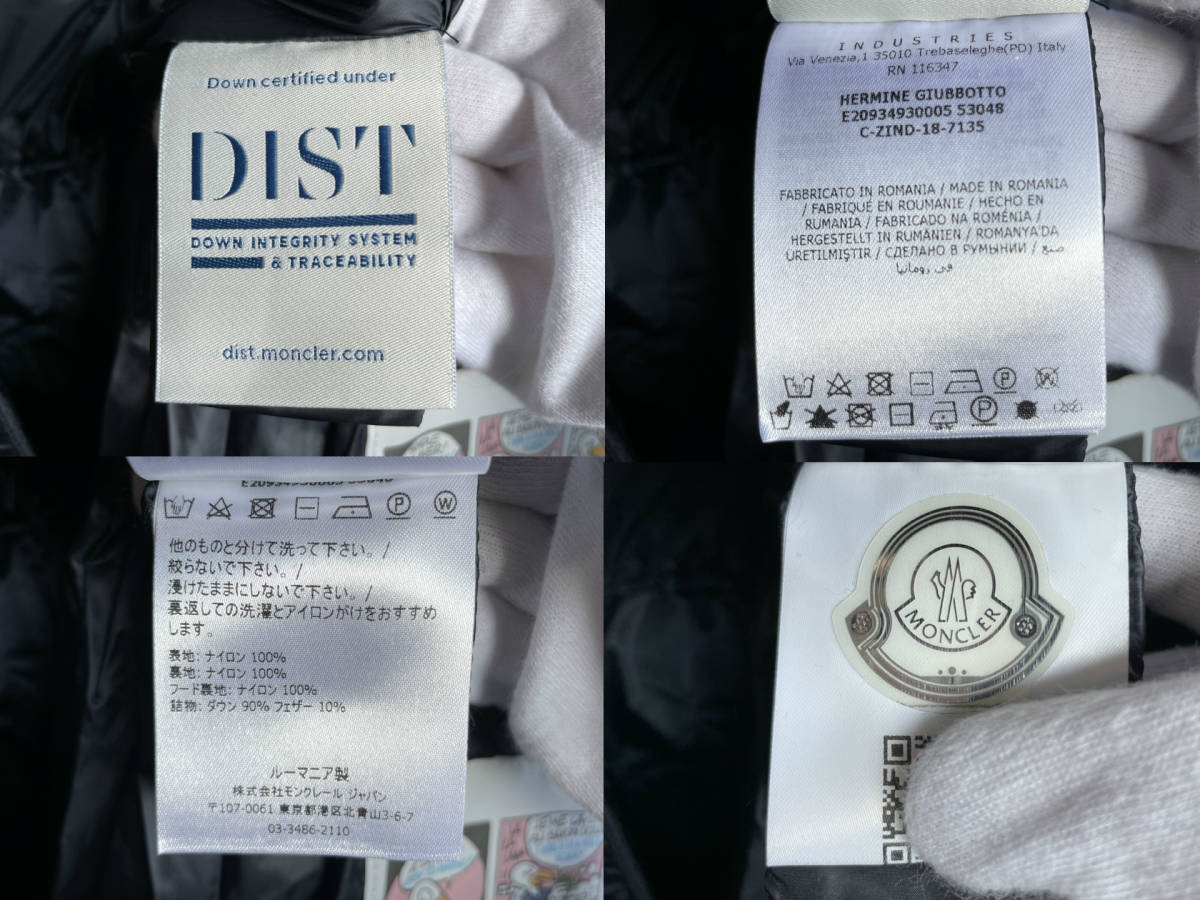 Down certified under
DIST
DOWN INTEGRITY SYSTEM
& TRACEABILITY
dist.moncler.com
INDUSTRIES
Via Venezia,1 35010 Trebaseleghe(PD) Italy
RN 116347
HERMINE GIUBBOTTO
E20934930005 53048
C-ZIND-18-7135
FABBRICATO IN ROMANIA / MADE IN ROMANIA
/ FABRIQUÉ EN ROUMANIE / HECHO EN
RUMANIA / FABRICADO NA ROMÉNIA /
HERGESTELLT IN RUMÄNIEN / ROMANYA'DA
ÜRETILMIŞTIR / СДЕЛАНО В РУМЫНИИ / صنع
في رومانيا
P
W
P
E20934930005 53048
P
W
他のものと分けて洗って下さい。/
絞らないで下さい。/
浸けたままにしないで下さい。/
裏返しての洗濯とアイロンがけをおすすめ
します。
表地: ナイロン 100%
裏地: ナイロン 100%
フード裏地: ナイロン 100%
詰物: ダウン 90% フェザー 10%
ルーマニア製
株式会社モンクレール ジャパン
〒107-0061 東京都港区北青山3-6-7
03-3486-2110
MONCLER